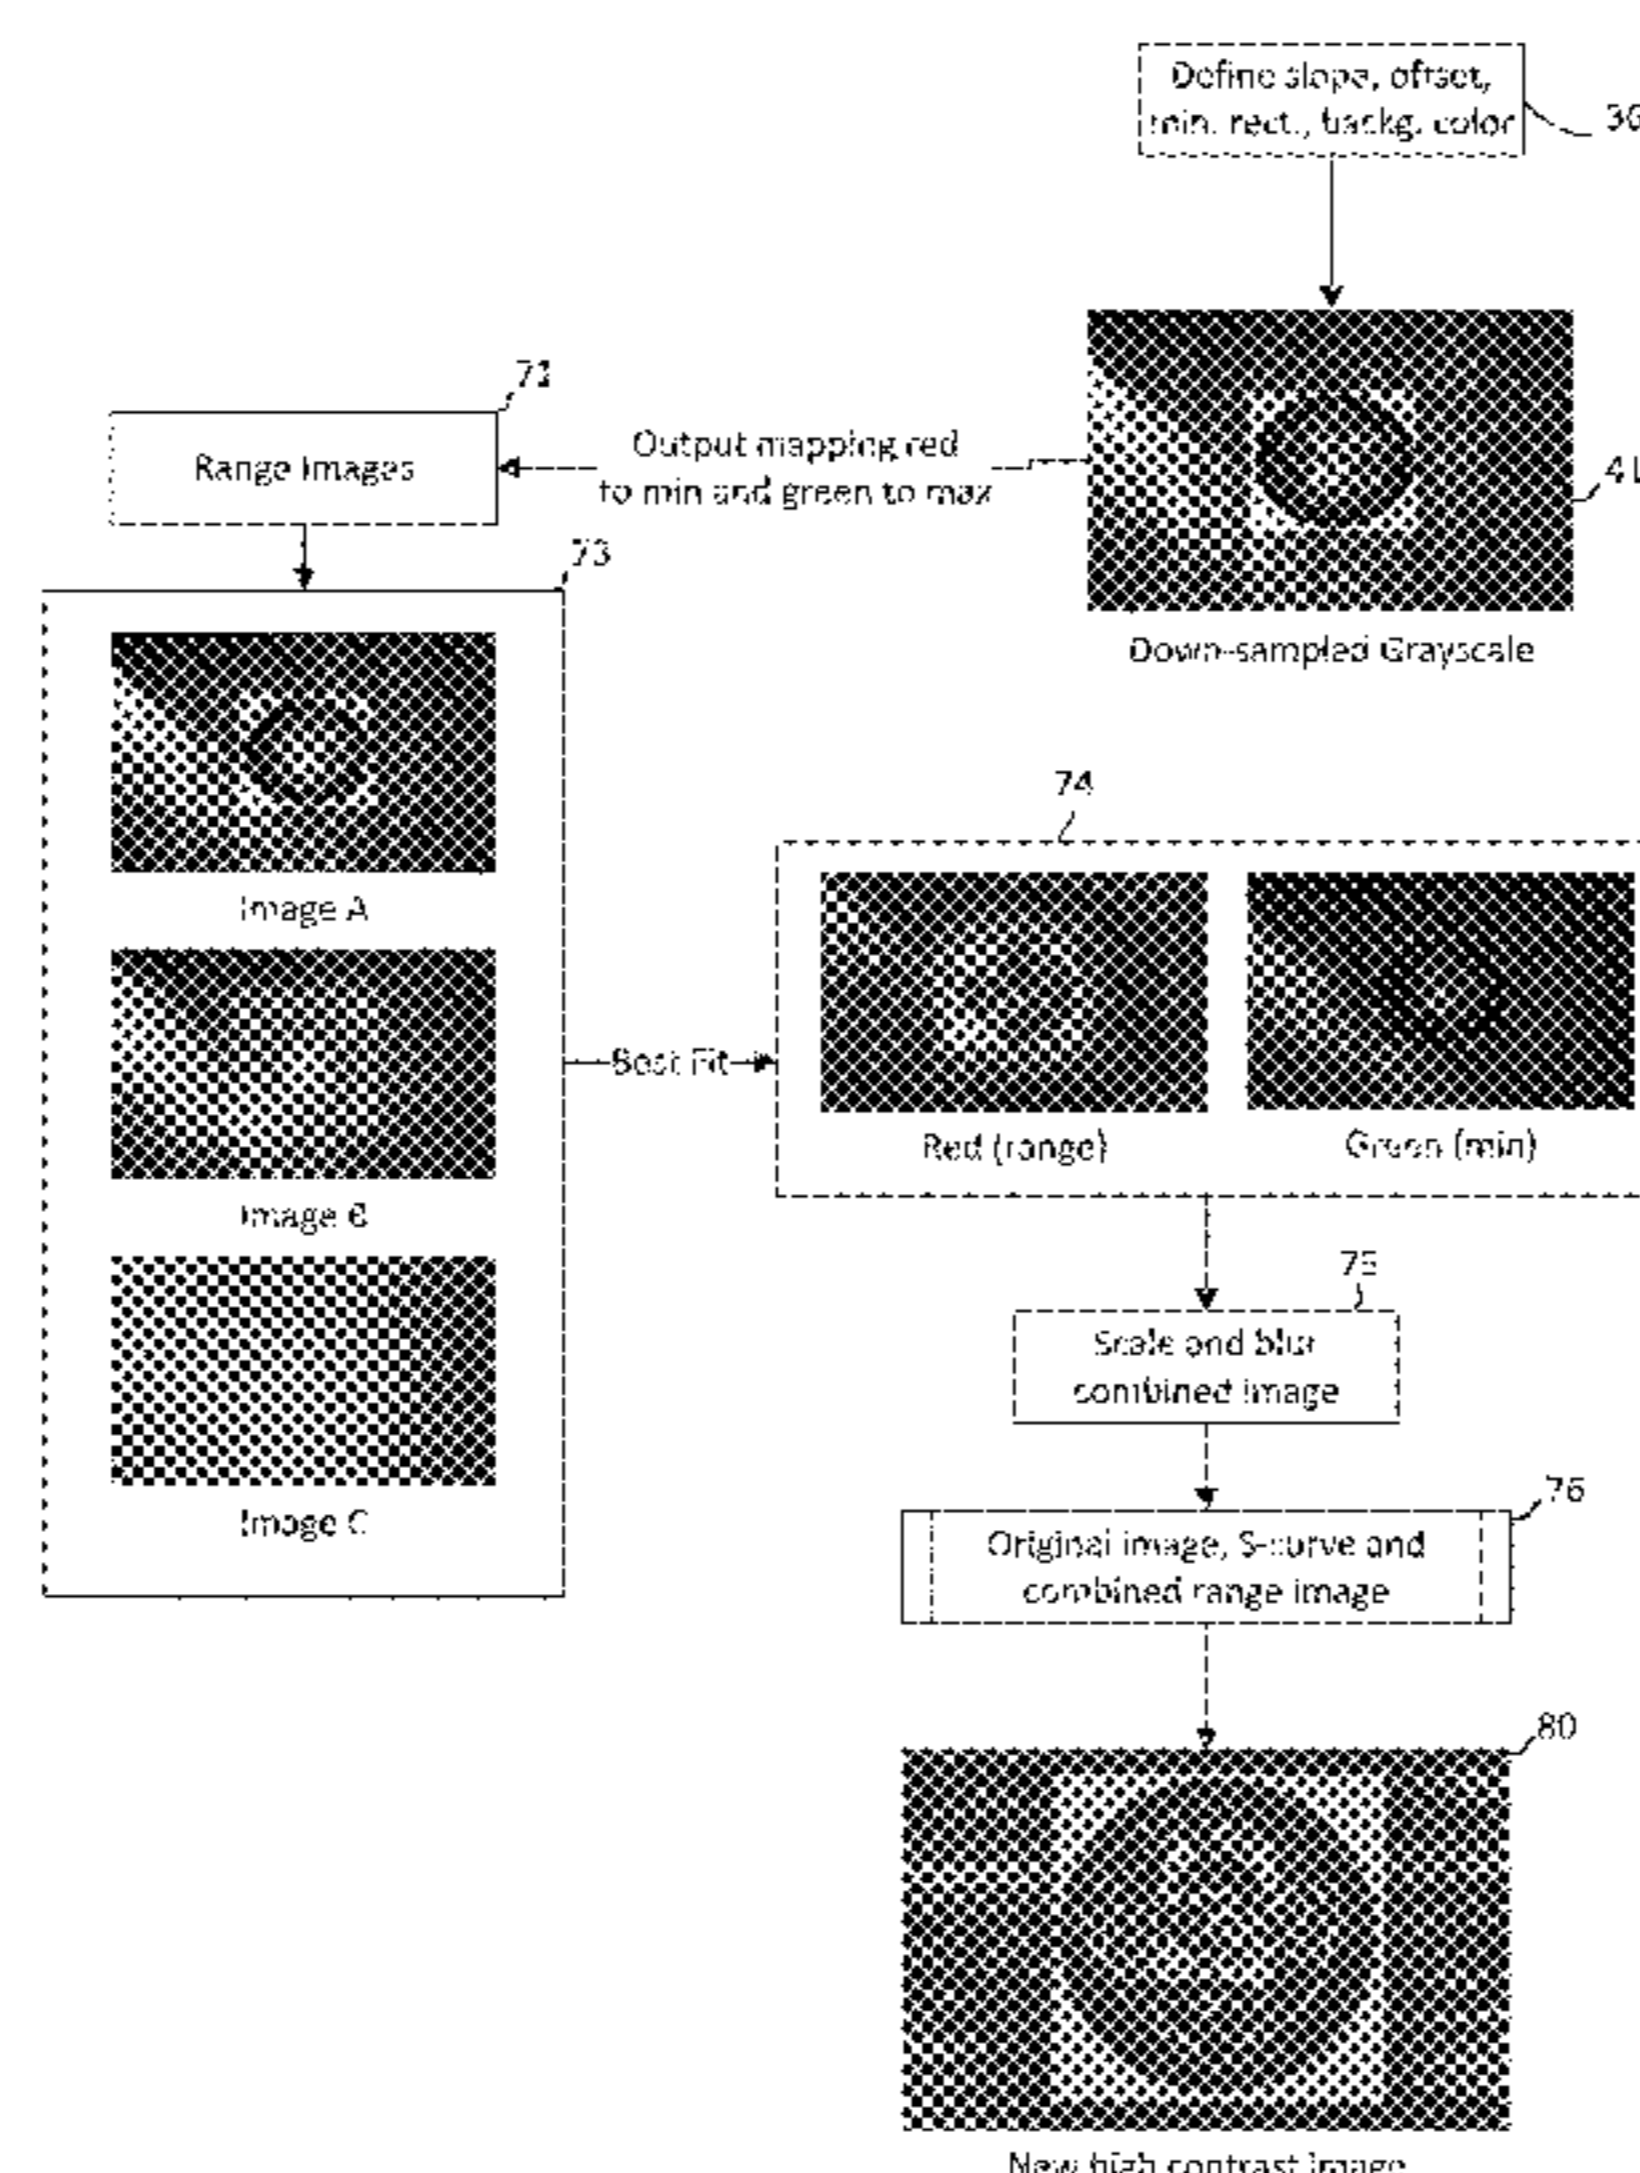 Define slope, offset,
min. rect., backg. color
71
Range Images
Output mapping red
to min and green to max
73
Down-sampled Grayscale
Image A
74
Image B
Best Fit
Red (range)
Green (min)
75
Scale and blur
combined image
Image C
76
Original image, S-curve and
combined range image
80
New high contrast image